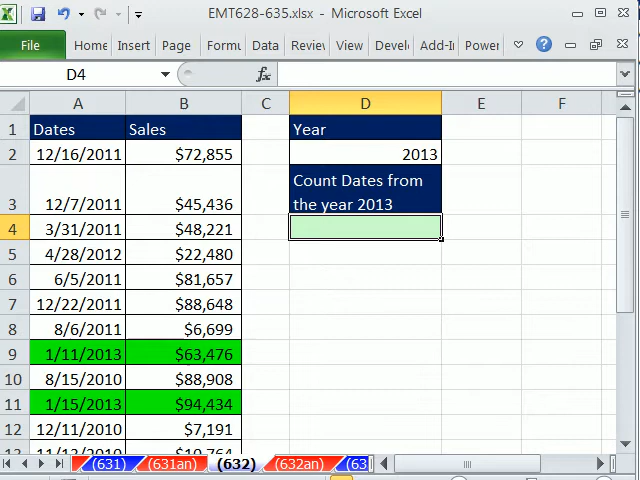 EMT628-635.xlsx - Microsoft Excel
File Home Insert Page Formu Data Review View Develo Add-In Power
D4 fx
A B C D E F
1 Dates Sales Year
2 12/16/2011 $72,855 2013
Count Dates from
3 12/7/2011 $45,436 the year 2013
4 3/31/2011 $48,221
5 4/28/2012 $22,480
6 6/5/2011 $81,657
7 12/22/2011 $88,648
8 8/6/2011 $6,699
9 1/11/2013 $63,476
10 8/15/2010 $88,908
11 1/15/2013 $94,434
12 12/11/2010 $7,191
(631) (631an) (632) (632an) (63